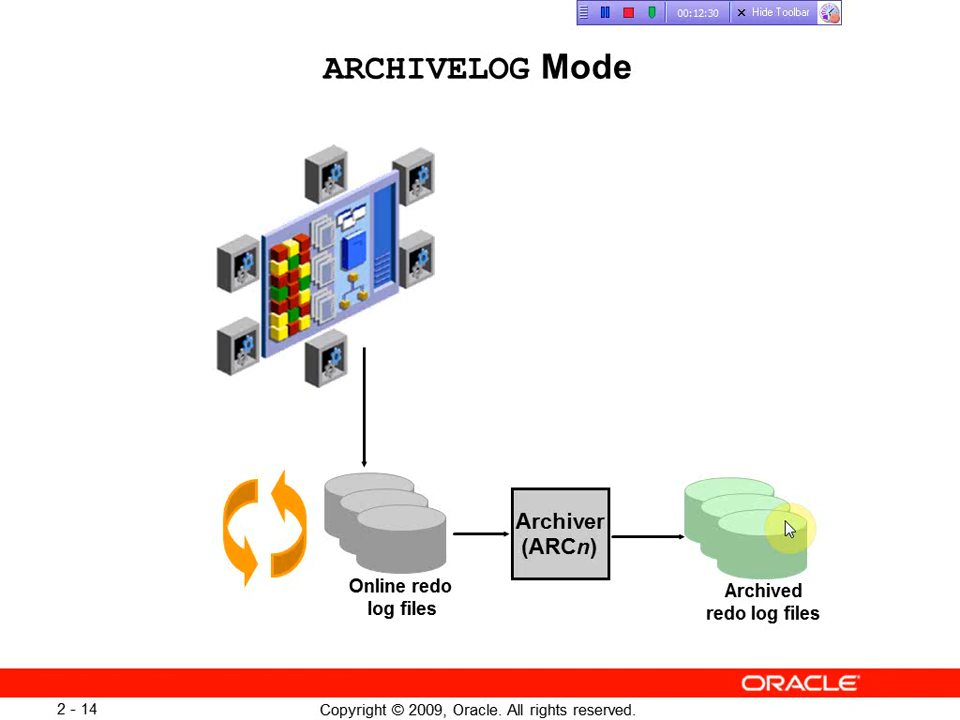 00:12:30 Hide Toolbar
ARCHIVELOG Mode
Archiver
(ARCn)
Online redo
log files
Archived
redo log files
ORACLE
2 - 14
Copyright © 2009, Oracle. All rights reserved.